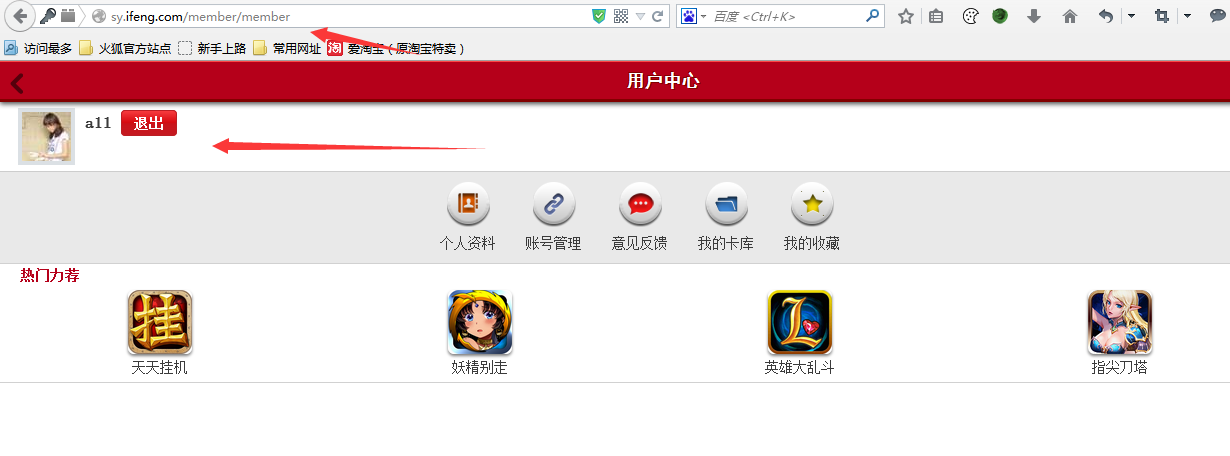 sy.ifeng.com/member/member
百度 <Ctrl+K>
访问最多 火狐官方站点 新手上路 常用网址 淘 爱淘宝（原淘宝特卖）
用户中心
a11 退出
个人资料 账号管理 意见反馈 我的卡库 我的收藏
热门力荐
挂 L
天天挂机 妖精别走 英雄大乱斗 指尖刀塔